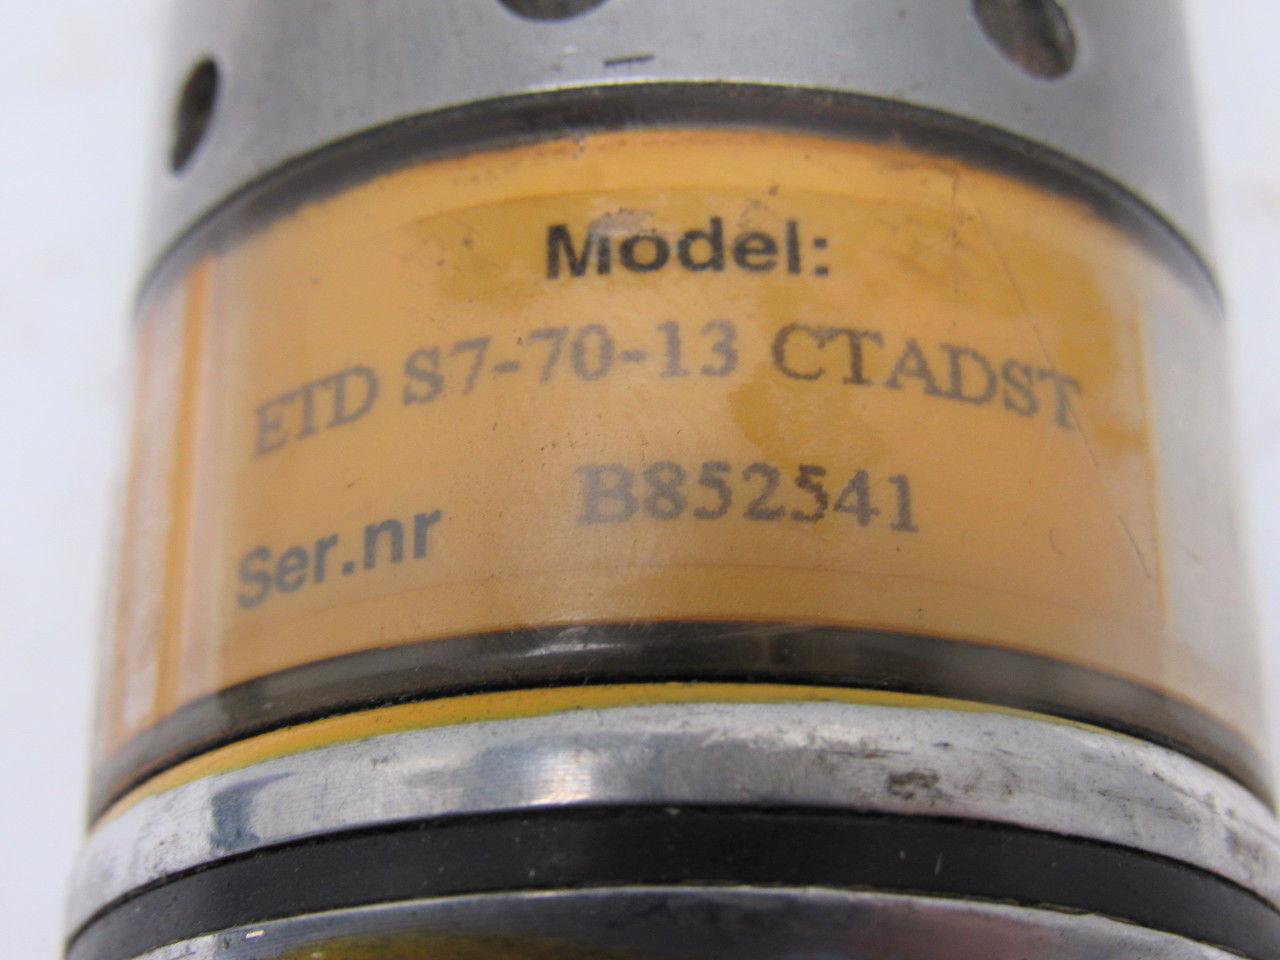 Model:
ETD S7-70-13 CTADST
Ser.nr B852541